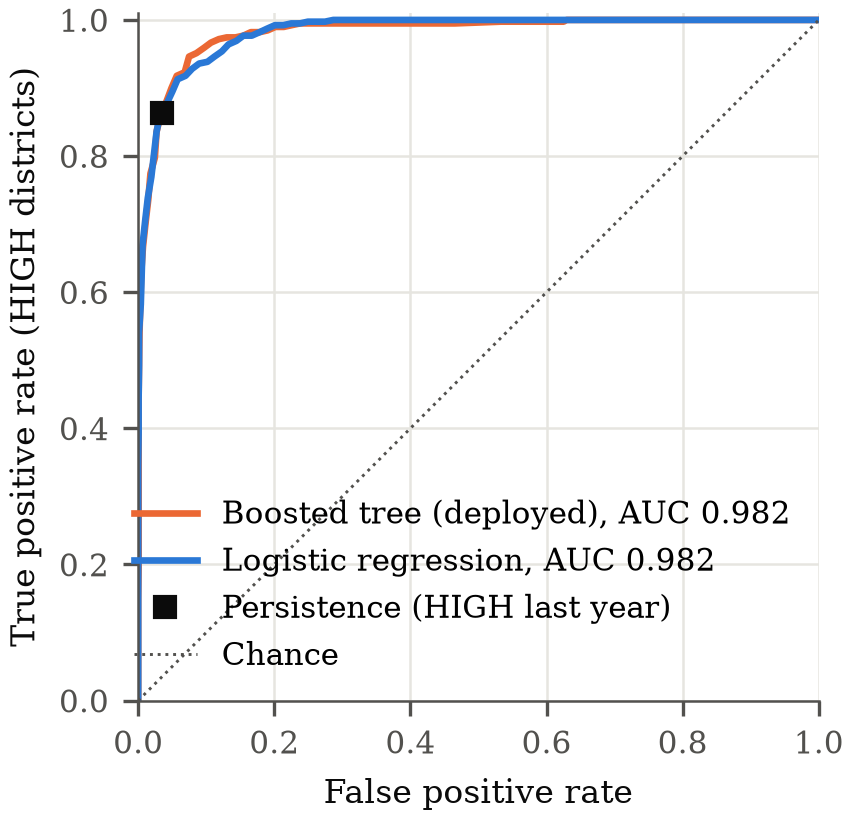 1.0
0.8
0.6
0.4
0.2
0.0
True positive rate (HIGH districts)
Boosted tree (deployed), AUC 0.982
Logistic regression, AUC 0.982
Persistence (HIGH last year)
Chance
0.0 0.2 0.4 0.6 0.8 1.0
False positive rate